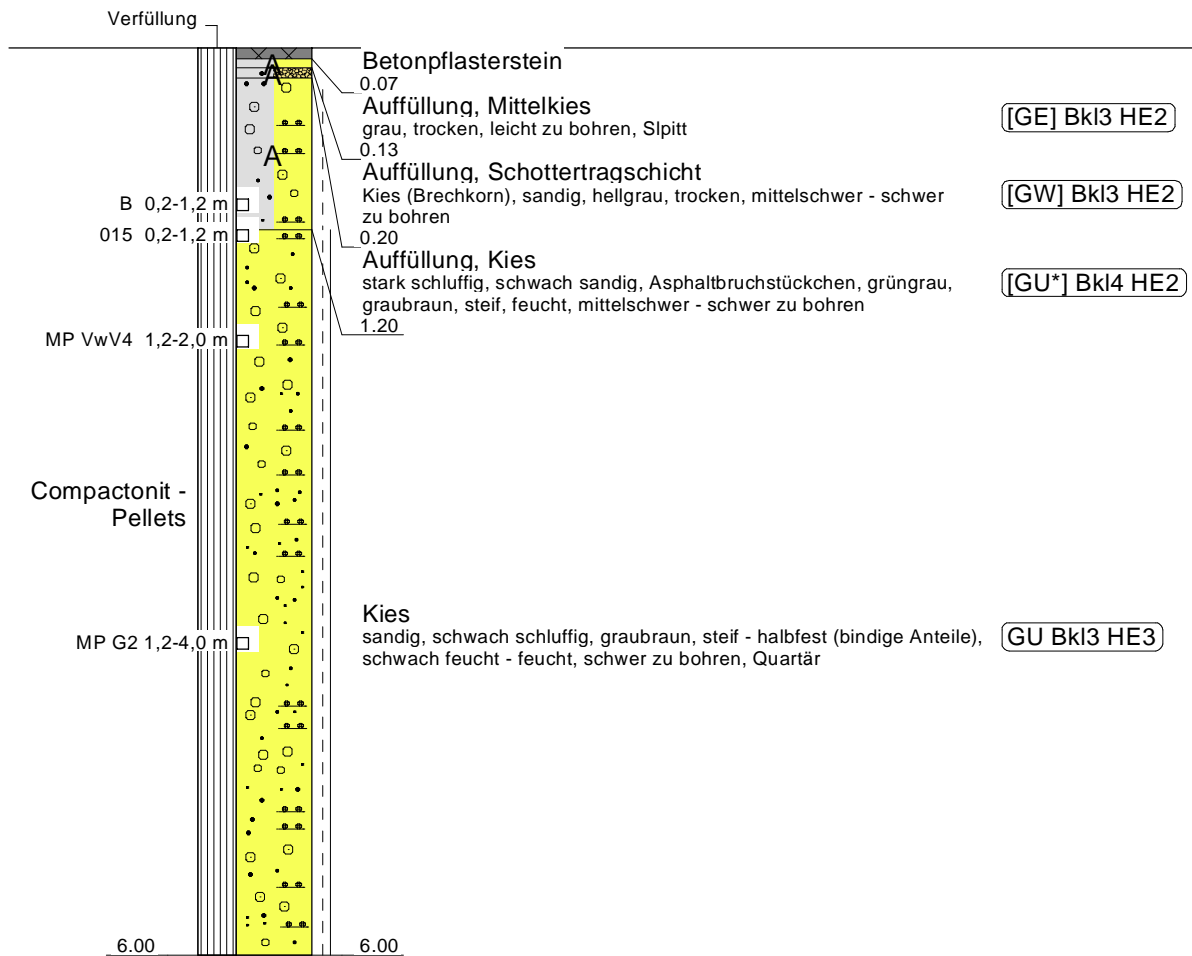 Verfüllung
Betonpflasterstein
0.07
Auffüllung, Mittelkies
grau, trocken, leicht zu bohren, Slpitt
[GE] Bkl3 HE2
0.13
A
Auffüllung, Schottertragschicht
Kies (Brechkorn), sandig, hellgrau, trocken, mittelschwer - schwer
zu bohren
[GW] Bkl3 HE2
0.20
A
B 0,2-1,2 m
015 0,2-1,2 m
Auffüllung, Kies
stark schluffig, schwach sandig, Asphaltbruchstückchen, grüngrau,
graubraun, steif, feucht, mittelschwer - schwer zu bohren
[GU*] Bkl4 HE2
1.20
MP VwV4 1,2-2,0 m
Compactonit -
Pellets
MP G2 1,2-4,0 m
Kies
sandig, schwach schluffig, graubraun, steif - halbfest (bindige Anteile),
schwach feucht - feucht, schwer zu bohren, Quartär
GU Bkl3 HE3
6.00
6.00